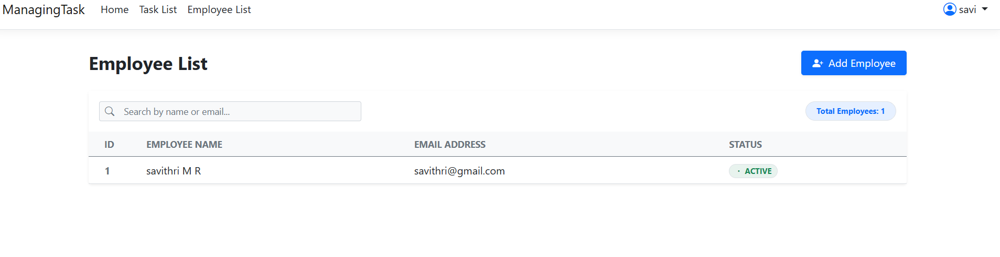 ManagingTask Home Task List Employee List savi
Employee List
Add Employee
Search by name or email...
Total Employees: 1
ID EMPLOYEE NAME EMAIL ADDRESS STATUS
1 savithri M R savithri@gmail.com · ACTIVE